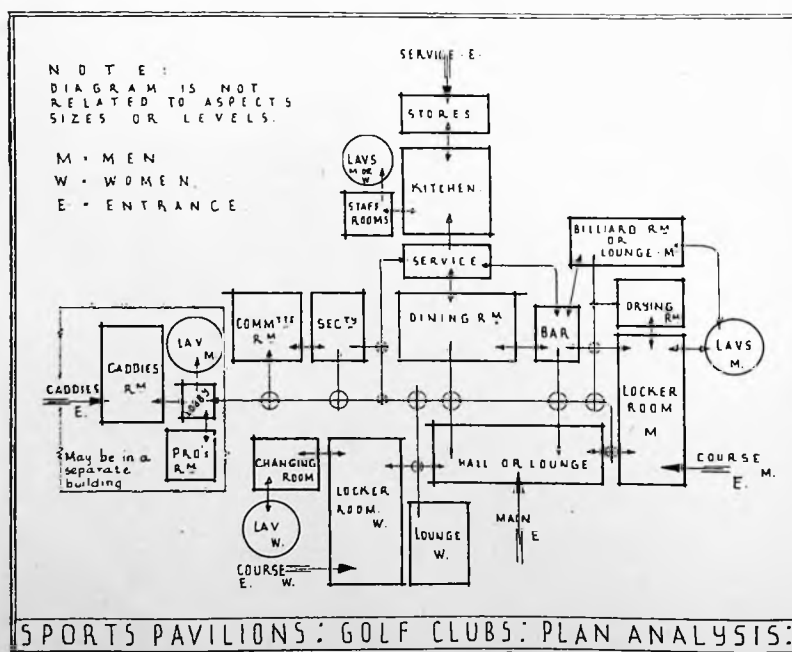 NOTE:
DIAGRAM IS NOT
RELATED TO ASPECTS
SIZES OR LEVELS.
M - MEN
W - WOMEN
E - ENTRANCE
SERVICE - E.
STORES
LAVS
M OR W
KITCHEN.
STAFF
ROOMS
SERVICE
BILLIARD RM
OR
LOUNGE - M
DRYING
RM
COMMTEE
RM
SECTY
DINING RM
BAR
LAVS
M.
LAV
M
CADDIES
RM
LOBBY
CADDIES
E.
PRO'S
RM
May be in a
separate
building
LOCKER
ROOM
M
COURSE
E. M.
CHANGING
ROOM
LOCKER
ROOM.
W.
HALL OR LOUNGE
LAV
W.
LOUNGE
W.
MAIN
E
COURSE
E. W.
SPORTS PAVILIONS: GOLF CLUBS: PLAN ANALYSIS: